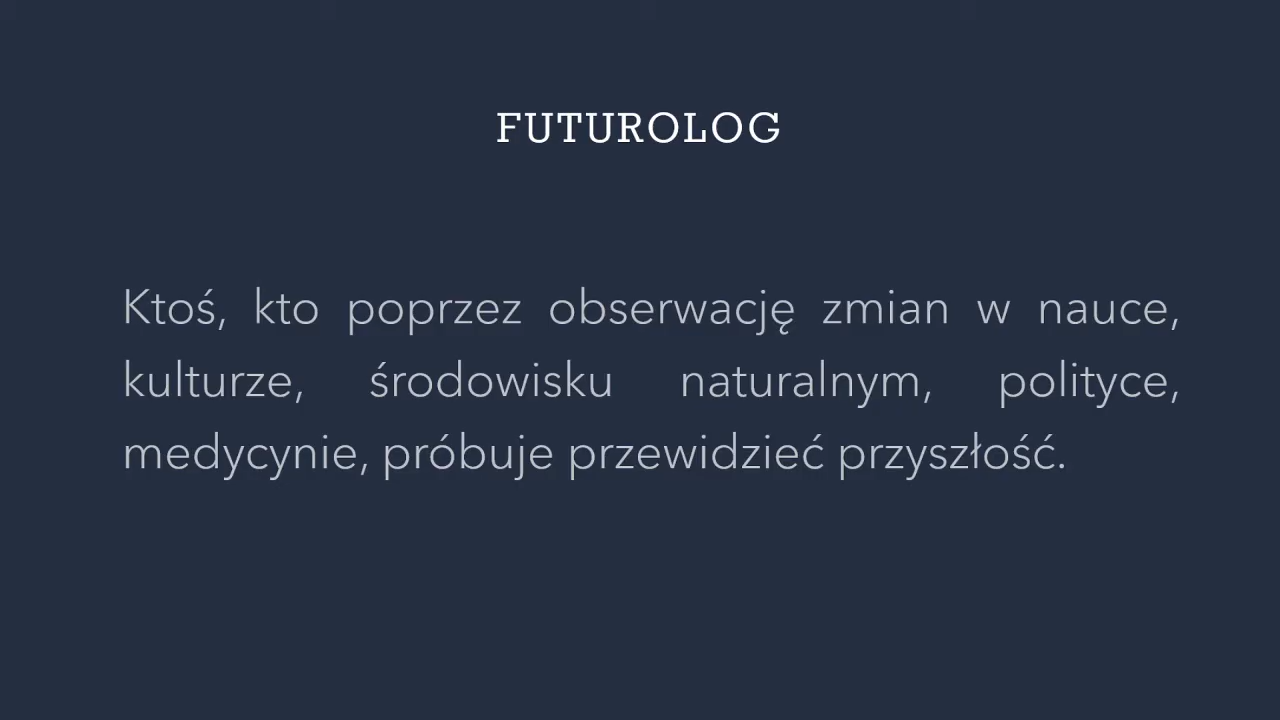 FUTUROLOG
Ktoś, kto poprzez obserwację zmian w nauce,
kulturze, środowisku naturalnym, polityce,
medycynie, próbuje przewidzieć przyszłość.